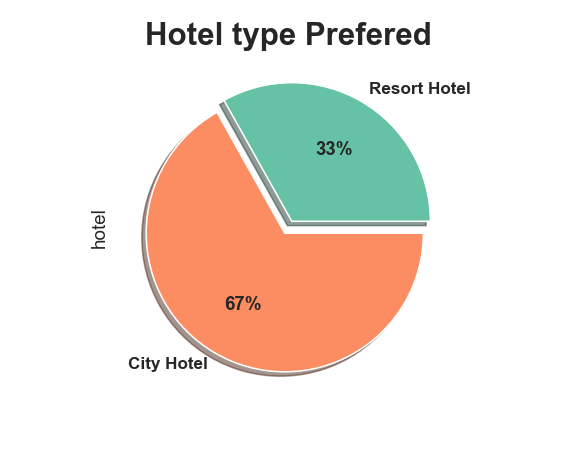 Hotel type Prefered
Resort Hotel
33%
hotel
67%
City Hotel